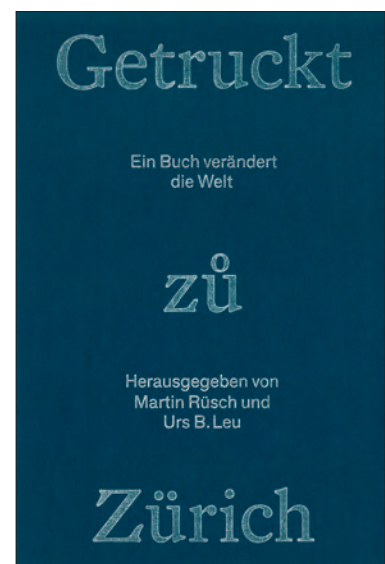 Getruckt
Ein Buch verändert
die Welt
zů
Herausgegeben von
Martin Rüsch und
Urs B. Leu
Zürich